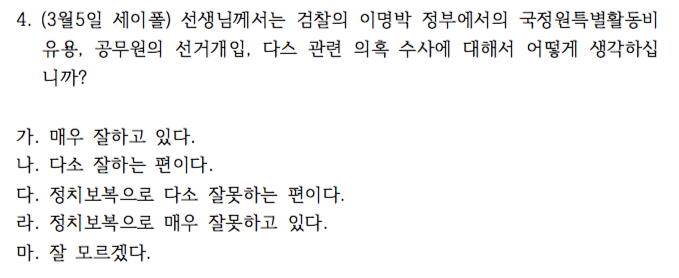 4. (3월5일 세이폴) 선생님께서는 검찰의 이명박 정부에서의 국정원특별활동비
유용, 공무원의 선거개입, 다스 관련 의혹 수사에 대해서 어떻게 생각하십
니까?
가. 매우 잘하고 있다.
나. 다소 잘하는 편이다.
다. 정치보복으로 다소 잘못하는 편이다.
라. 정치보복으로 매우 잘못하고 있다.
마. 잘 모르겠다.